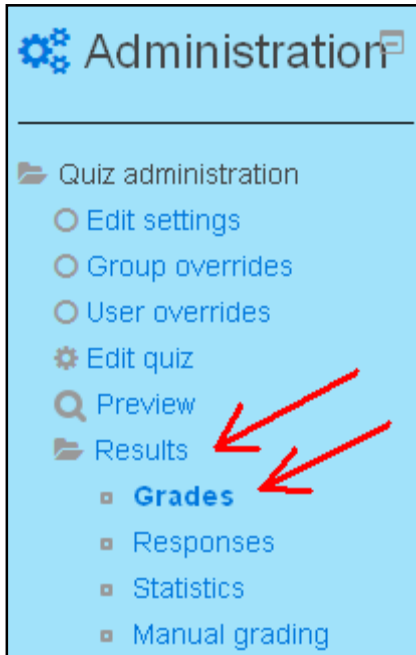 Administration
Quiz administration
Edit settings
Group overrides
User overrides
Edit quiz
Preview
Results
Grades
Responses
Statistics
Manual grading